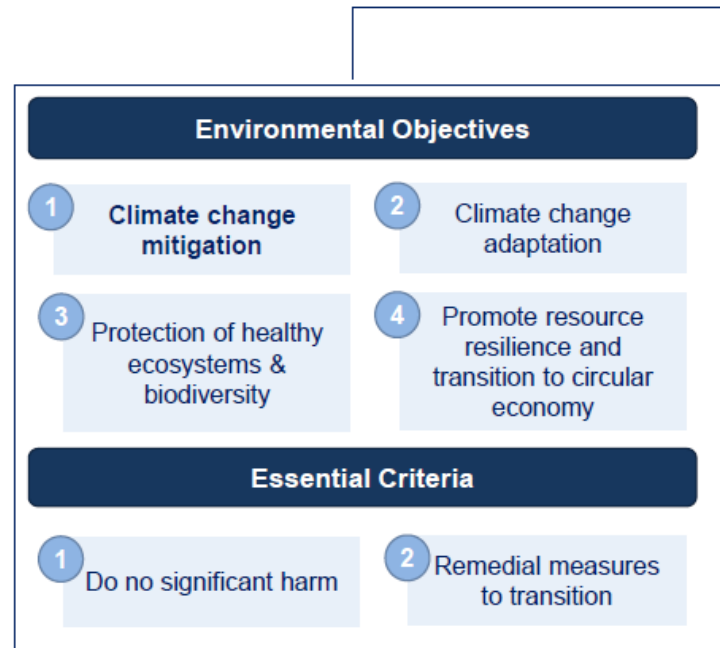 Environmental Objectives
1
Climate change
mitigation
2
Climate change
adaptation
3
Protection of healthy
ecosystems &
biodiversity
4
Promote resource
resilience and
transition to circular
economy
Essential Criteria
1
Do no significant harm
2
Remedial measures
to transition